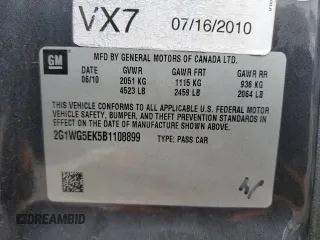 VX7
07/16/2010
GM
MFD BY GENERAL MOTORS OF CANADA LTD.
DATE GVWR GAWR FRT GAWR RR
06/10 2051 KG 1115 KG 936 KG
4523 LB 2459 LB 2064 LB
THIS VEHICLE CONFORMS TO ALL APPLICABLE U.S. FEDERAL MOTOR
VEHICLE SAFETY, BUMPER, AND THEFT PREVENTION STANDARDS IN
EFFECT ON THE DATE OF MANUFACTURE SHOWN ABOVE.
2G1WG5EK5B1108899 TYPE: PASS CAR
DREAMBID